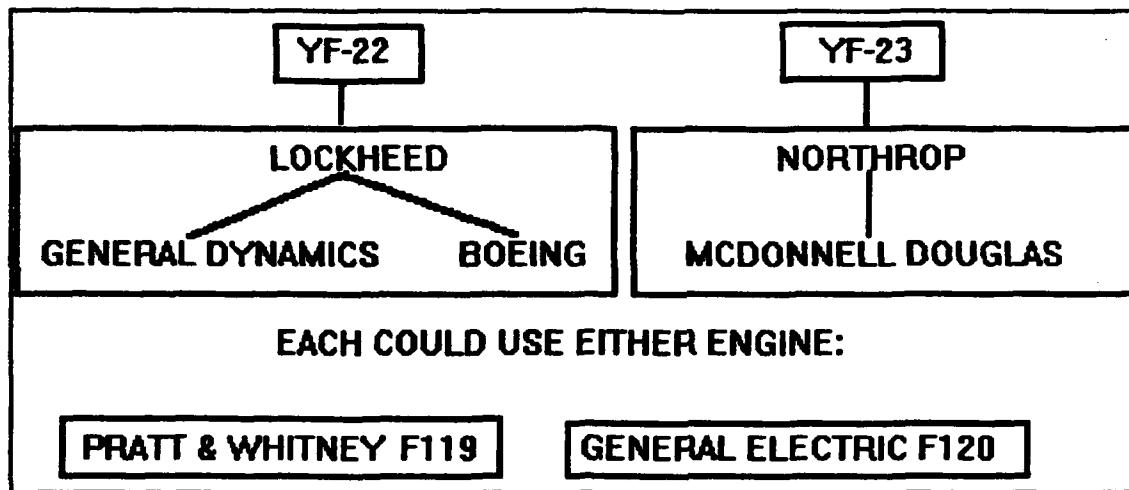 YF-22
YF-23
LOCKHEED
NORTHROP
GENERAL DYNAMICS
BOEING
MCDONNELL DOUGLAS
EACH COULD USE EITHER ENGINE:
PRATT & WHITNEY F119
GENERAL ELECTRIC F120